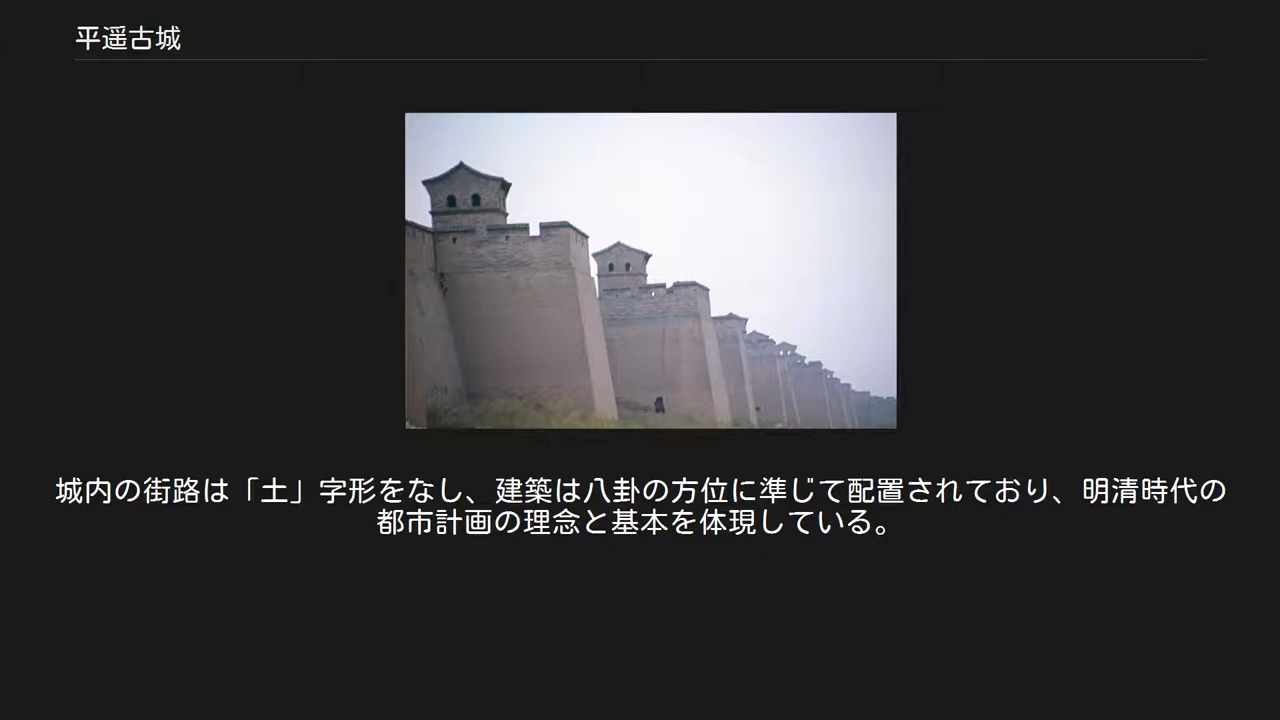 平遥古城
城内の街路は「土」字形をなし、建築は八卦の方位に準じて配置されており、明清時代の
都市計画の理念と基本を体現している。